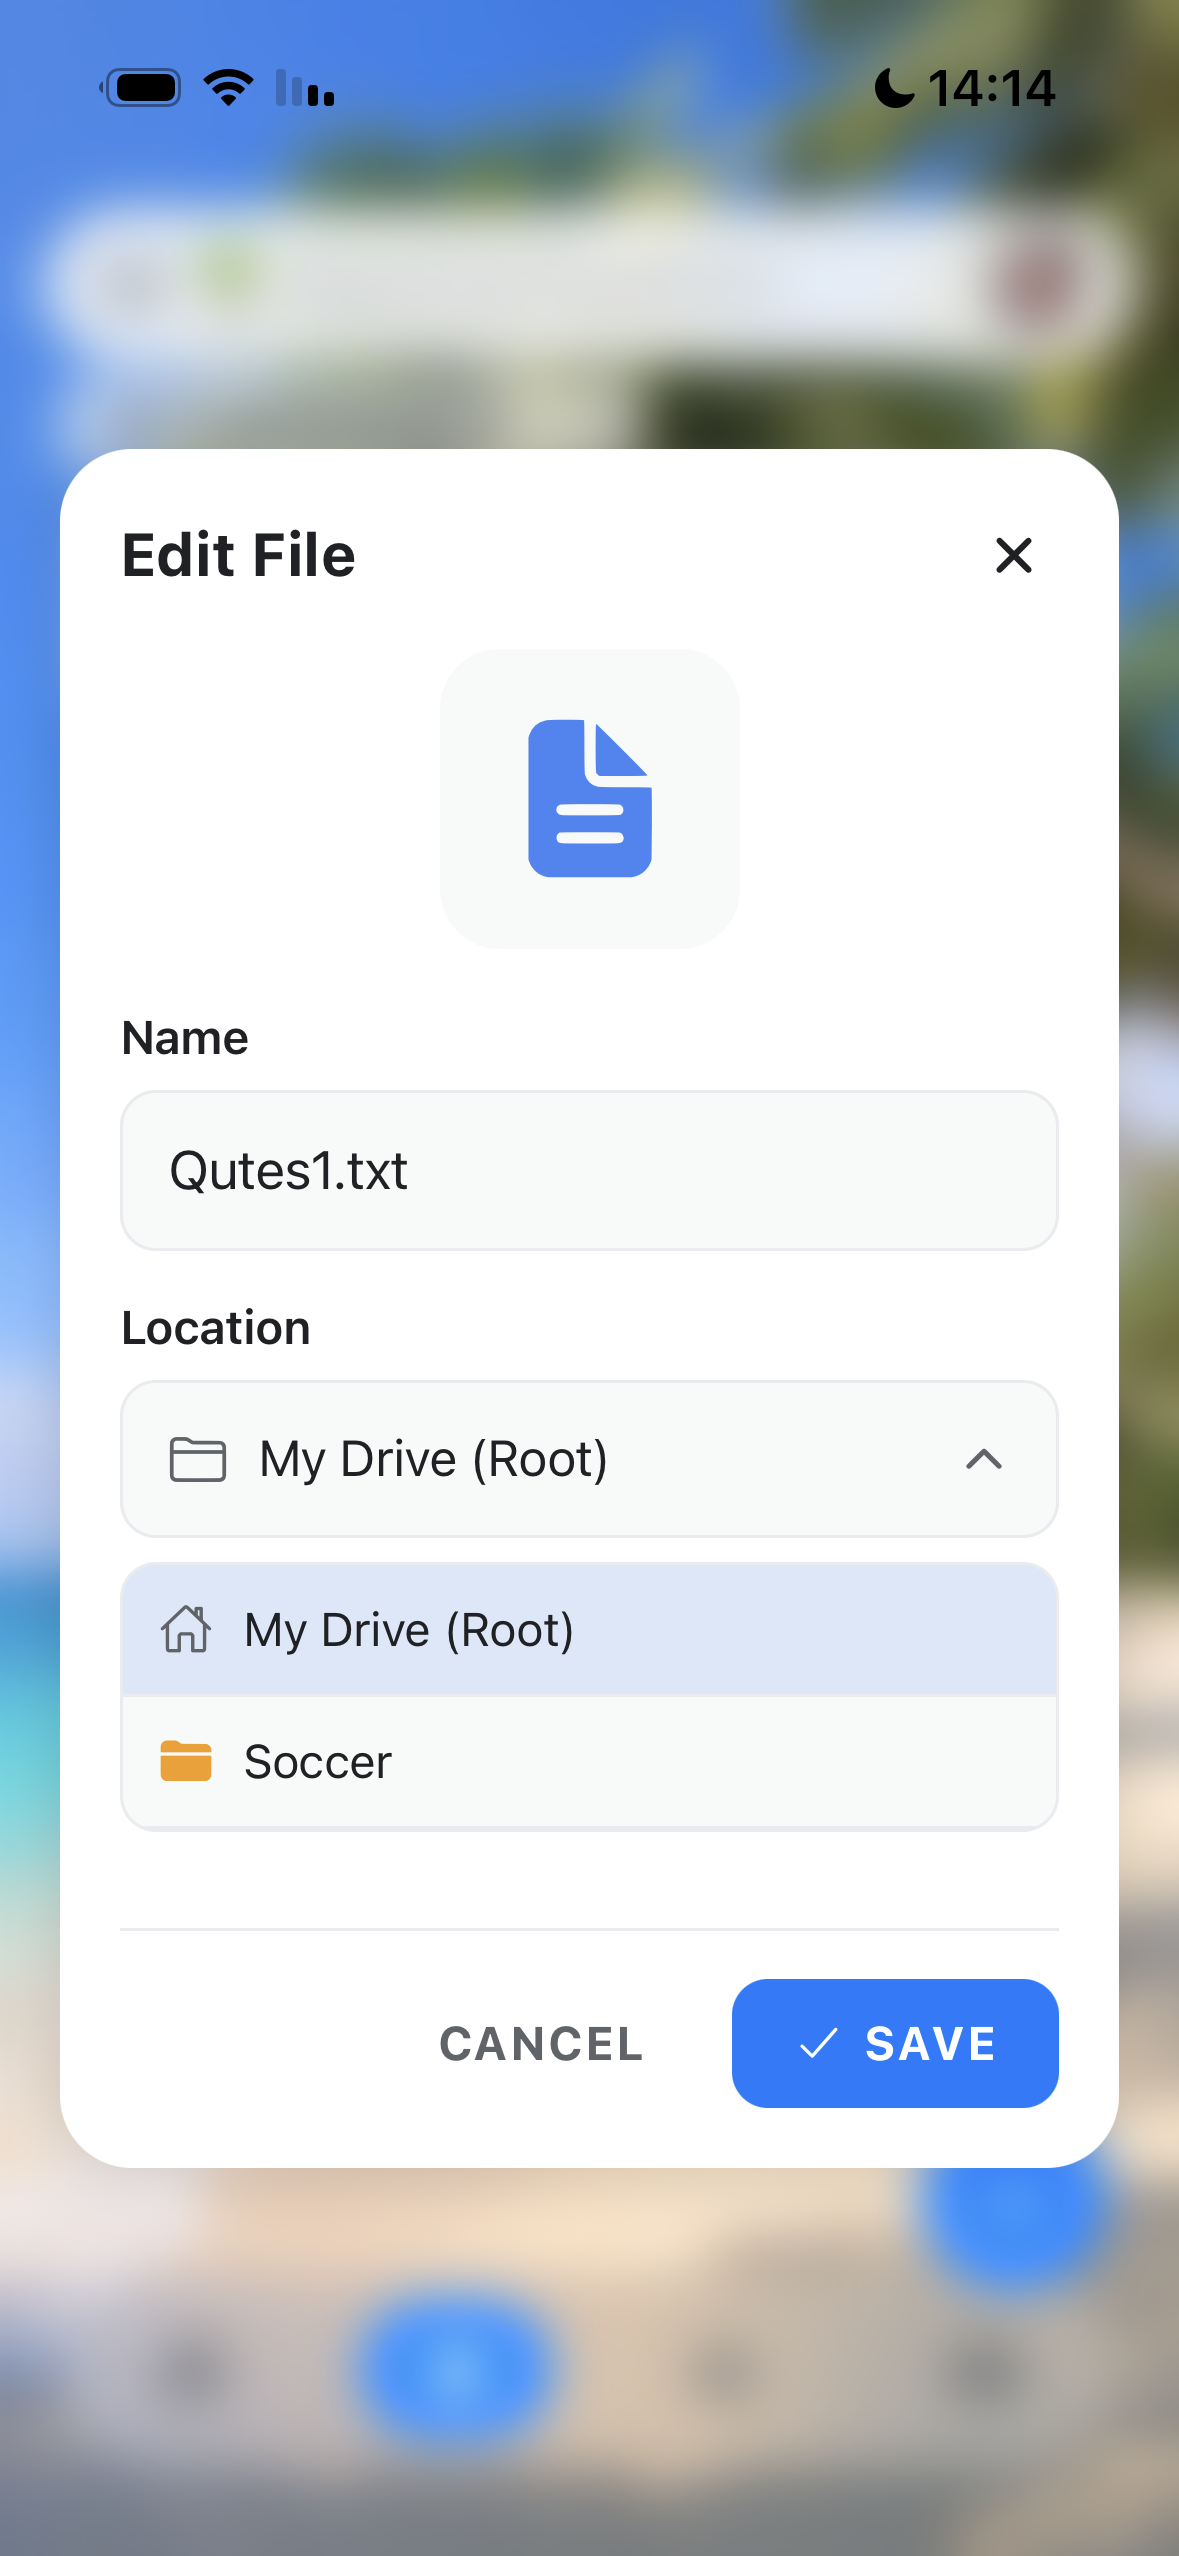 14:14
Edit File
Name
Qutes1.txt
Location
My Drive (Root)
My Drive (Root)
Soccer
CANCEL
SAVE